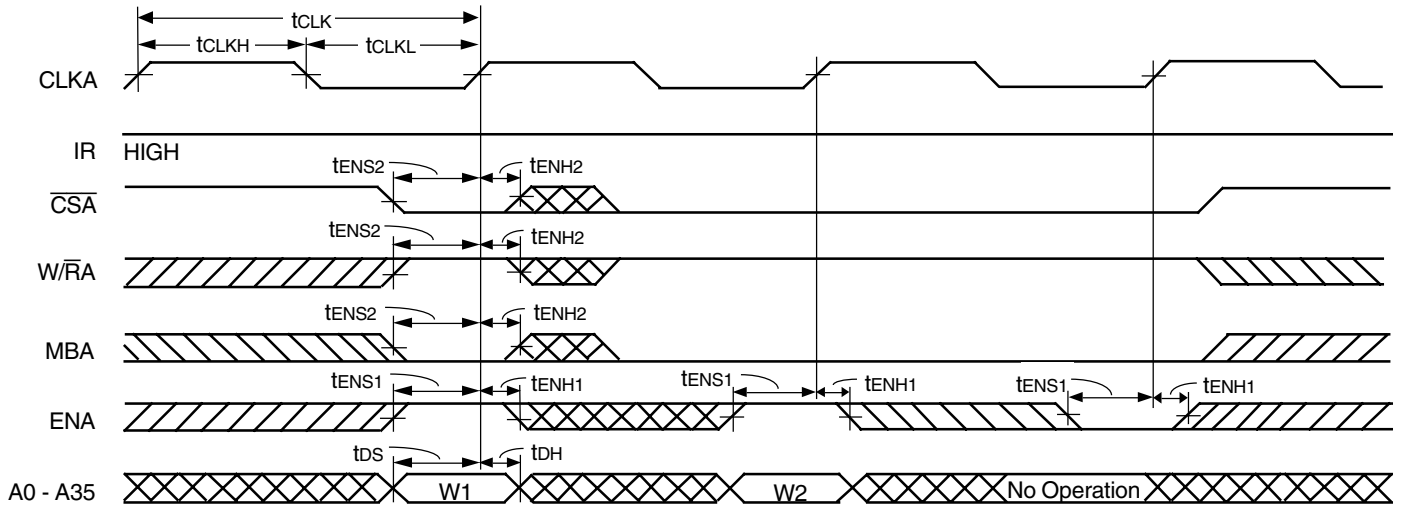 tCLK
tCLKH
tCLKL
CLKA
IR
HIGH
tENS2
tENH2
CSA
tENS2
tENH2
W/RA
tENS2
tENH2
MBA
tENS1
tENH1
tENS1
tENH1
tENS1
tENH1
ENA
tDS
tDH
A0 - A35
W1
W2
No Operation